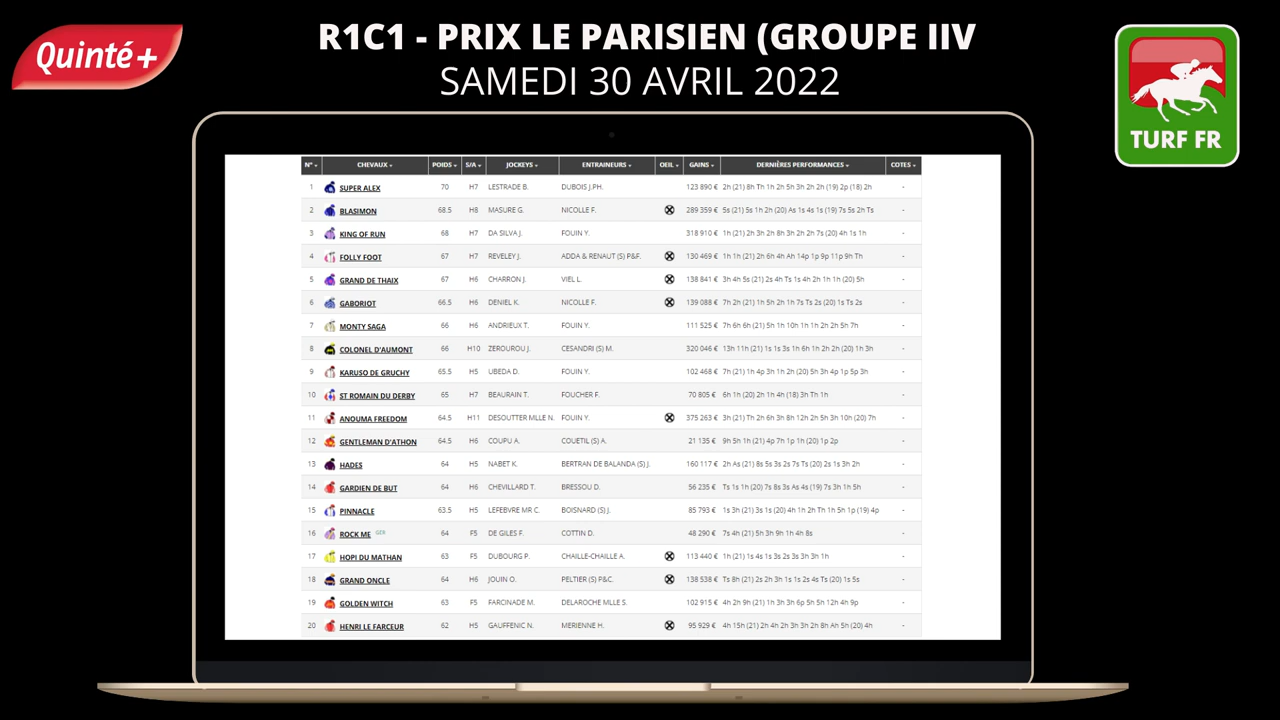 Quinté+
R1C1 - PRIX LE PARISIEN (GROUPE IIV
SAMEDI 30 AVRIL 2022
TURF FR
N° CHEVAUX POIDS S/A JOCKEYS ENTRAINEURS OEIL GAINS DERNIÈRES PERFORMANCES COTES
1 SUPER ALEX 70 H7 LESTRADE B. DUBOIS J.PH. 123 890 € 2h (21) 8h Th 1h 2h 5h 3h 2h 2h (19) 2p (18) 2h -
2 BLASIMON 68.5 H8 MASURE G. NICOLLE F. 289 359 € 5s (21) 5s 1h 2h (20) As 1s 4s 1s (19) 7s 5s 2h Ts -
3 KING OF RUN 68 H7 DA SILVA J. FOUIN Y. 318 910 € 1h (21) 2h 3h 2h 8h 3h 2h 2h 7s (20) 4h 1s 1h -
4 FOLLY FOOT 67 H7 REVELEY J. ADDA & RENAUT (S) P&F. 130 469 € 1h 1h (21) 2h 6h 4h Ah 14p 1p 9p 11p 9h Th -
5 GRAND DE THAIX 67 H6 CHARRON J. VIEL L. 138 841 € 3h 4h 5s (21) 2s 4h Ts 1s 4h 2h 1h 1h (20) 5h -
6 GABORIOT 66.5 H6 DENIEL K. NICOLLE F. 139 088 € 7h 2h (21) 1h 5h 2h 1h 7s Ts 2s (20) 1s Ts 2s -
7 MONTY SAGA 66 H6 ANDRIEUX T. FOUIN Y. 111 525 € 7h 6h 6h (21) 5h 1h 10h 1h 1h 2h 2h 5h 7h -
8 COLONEL D'AUMONT 66 H10 ZEROUROU J. CESANDRI (S) M. 320 046 € 13h 11h (21) 1s 1s 3s 1h 6h 1h 2h 2h (20) 1h 3h -
9 KARUSO DE GRUCHY 65.5 H5 UBEDA D. FOUIN Y. 102 468 € 7h (21) 1h 4p 3h 1h 2h (20) 5h 3h 4p 1p 5p 3h -
10 ST ROMAIN DU DERBY 65 H7 BEAURAIN T. FOUCHER F. 70 805 € 6h 1h (20) 2h 1h 4h (18) 3h Th 1h -
11 ANOUMA FREEDOM 64.5 H11 DESOUTTER MLLE N. FOUIN Y. 375 263 € 3h (21) Th 2h 6h 3h 8h 12h 2h 5h 3h 10h (20) 7h -
12 GENTLEMAN D'ATHON 64.5 H6 COUPU A. COUETIL (S) A. 21 135 € 9h 5h 1h (21) 4p 7h 1p 1h (20) 1p 2p -
13 HADES 64 H5 NABET K. BERTRAN DE BALANDA (S) J. 160 117 € 2h As (21) 8s 5s 3s 2s 7s Ts (20) 2s 1s 3h 2h -
14 GARDIEN DE BUT 64 H6 CHEVILLARD T. BRESSOU D. 56 235 € Ts 1s 1h (20) 7s 8s 3s As 4s (19) 7s 3h 1h 5h -
15 PINNACLE 63.5 H5 LEFEBVRE MR C. BOISNARD (S) J. 85 793 € 1s 3h (21) 3s 1s (20) 4h 1h 2h Th 1h 5h 1p (19) 4p -
16 ROCK ME GER 64 F5 DE GILES F. COTTIN D. 48 290 € 7s 4h (21) 5h 3h 9h 1h 4h 8s -
17 HOPI DU MATHAN 63 F5 DUBOURG P. CHAILLE-CHAILLE A. 113 440 € 1h (21) 1s 4s 1s 3s 2s 3s 3h 3h 1h -
18 GRAND ONCLE 64 H6 JOUIN O. PELTIER (S) P&C. 138 538 € Ts 8h (21) 2s 2h 3h 1s 1s 2s 4s Ts (20) 1s 5s -
19 GOLDEN WITCH 63 F5 FARCINADE M. DELAROCHE MLLE S. 102 915 € 4h 2h 9h (21) 1h 3h 3h 6p 5h 5h 12h 4h 9p -
20 HENRI LE FARCEUR 62 H5 GAUFFENIC N. MERIENNE H. 95 929 € 4h 15h (21) 2h 4h 2h 3h 3h 2h 8h Ah 5h (20) 4h -